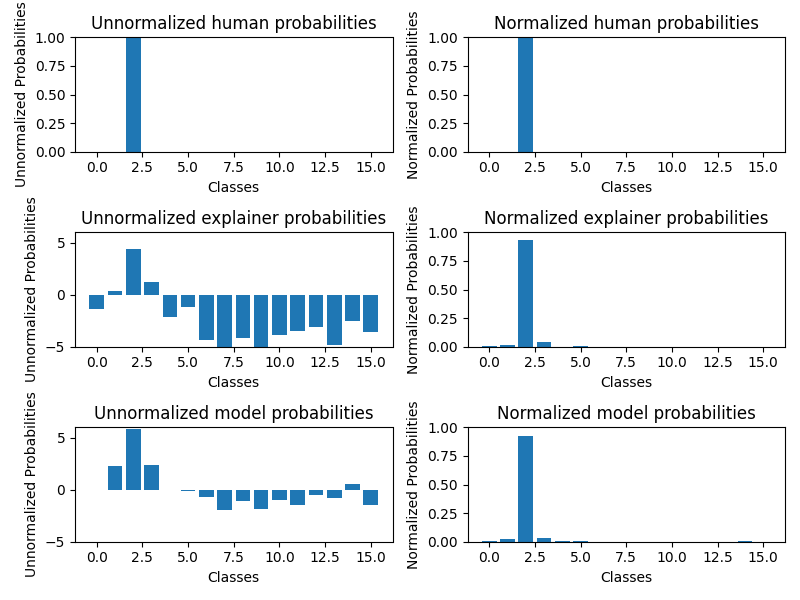 Unnormalized human probabilities
Unnormalized Probabilities
1.00
0.75
0.50
0.25
0.00
0.0 2.5 5.0 7.5 10.0 12.5 15.0
Classes
Normalized human probabilities
Normalized Probabilities
1.00
0.75
0.50
0.25
0.00
0.0 2.5 5.0 7.5 10.0 12.5 15.0
Classes
Unnormalized explainer probabilities
Unnormalized Probabilities
5
0
−5
0.0 2.5 5.0 7.5 10.0 12.5 15.0
Classes
Normalized explainer probabilities
Normalized Probabilities
1.00
0.75
0.50
0.25
0.00
0.0 2.5 5.0 7.5 10.0 12.5 15.0
Classes
Unnormalized model probabilities
Unnormalized Probabilities
5
0
−5
0.0 2.5 5.0 7.5 10.0 12.5 15.0
Classes
Normalized model probabilities
Normalized Probabilities
1.00
0.75
0.50
0.25
0.00
0.0 2.5 5.0 7.5 10.0 12.5 15.0
Classes